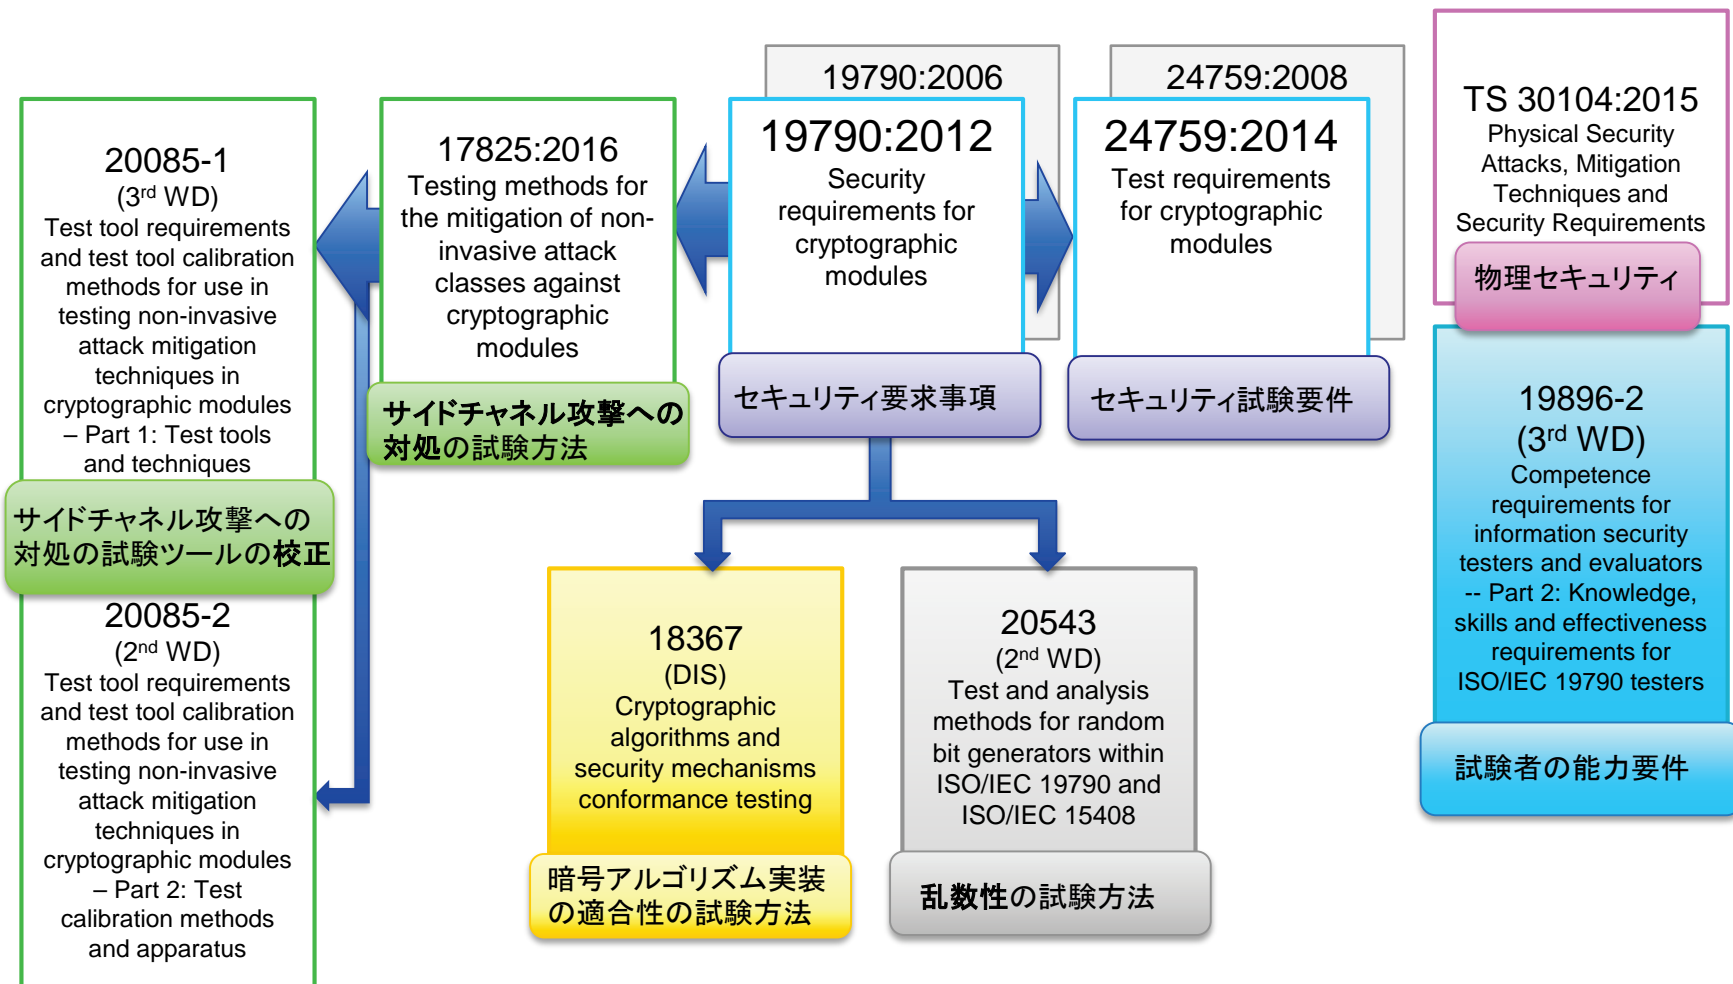 20085-1
(3rd WD)
Test tool requirements
and test tool calibration
methods for use in
testing non-invasive
attack mitigation
techniques in
cryptographic modules
– Part 1: Test tools
and techniques
サイドチャネル攻撃への
対処の試験ツールの校正
20085-2
(2nd WD)
Test tool requirements
and test tool calibration
methods for use in
testing non-invasive
attack mitigation
techniques in
cryptographic modules
– Part 2: Test
calibration methods
and apparatus
17825:2016
Testing methods for
the mitigation of non-
invasive attack
classes against
cryptographic
modules
サイドチャネル攻撃への
対処の試験方法
19790:2006
19790:2012
Security
requirements for
cryptographic
modules
セキュリティ要求事項
24759:2008
24759:2014
Test requirements
for cryptographic
modules
セキュリティ試験要件
18367
(DIS)
Cryptographic
algorithms and
security mechanisms
conformance testing
暗号アルゴリズム実装
の適合性の試験方法
20543
(2nd WD)
Test and analysis
methods for random
bit generators within
ISO/IEC 19790 and
ISO/IEC 15408
乱数性の試験方法
TS 30104:2015
Physical Security
Attacks, Mitigation
Techniques and
Security Requirements
物理セキュリティ
19896-2
(3rd WD)
Competence
requirements for
information security
testers and evaluators
-- Part 2: Knowledge,
skills and effectiveness
requirements for
ISO/IEC 19790 testers
試験者の能力要件